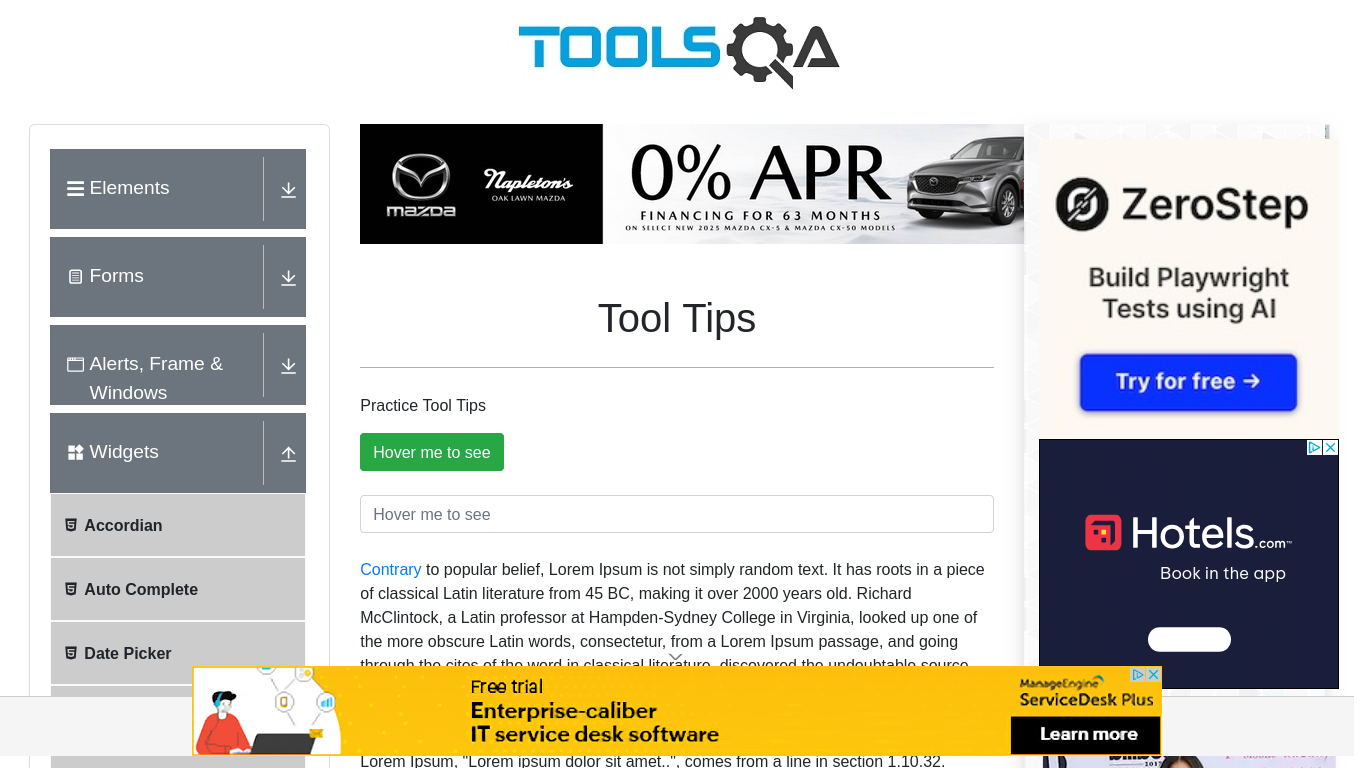 TOOLSQA
Elements
Forms
Alerts, Frame &
Windows
Widgets
Accordian
Auto Complete
Date Picker
mazda
Napleton's
OAK LAWN MAZDA
0% APR
FINANCING FOR 63 MONTHS
ON SELECT NEW 2025 MAZDA CX-5 & MAZDA CX-50 MODELS
Tool Tips
Practice Tool Tips
Hover me to see
Hover me to see
Contrary to popular belief, Lorem Ipsum is not simply random text. It has roots in a piece
of classical Latin literature from 45 BC, making it over 2000 years old. Richard
McClintock, a Latin professor at Hampden-Sydney College in Virginia, looked up one of
the more obscure Latin words, consectetur, from a Lorem Ipsum passage, and going
through the cites of the word in classical literature, discovered the undoubtable source.
Lorem Ipsum, "Lorem ipsum dolor sit amet..", comes from a line in section 1.10.32.
ZeroStep
Build Playwright
Tests using AI
Try for free →
Hotels.com™
Book in the app
Free trial
Enterprise-caliber
IT service desk software
ManageEngine
ServiceDesk Plus
Learn more